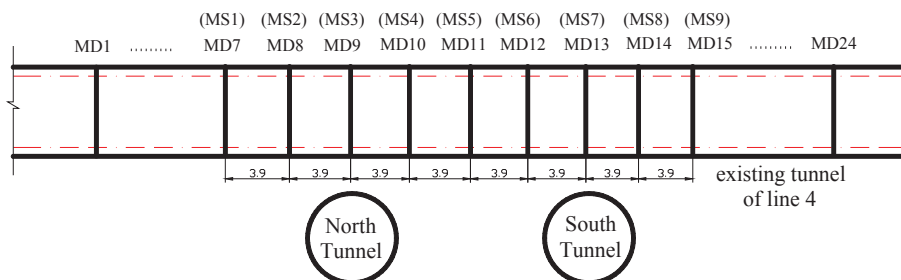 (MS1) (MS2) (MS3) (MS4) (MS5) (MS6) (MS7) (MS8) (MS9)
MD1 ......... MD7 MD8 MD9 MD10 MD11 MD12 MD13 MD14 MD15 ......... MD24
3.9 3.9 3.9 3.9 3.9 3.9 3.9 3.9
existing tunnel
of line 4
North
Tunnel
South
Tunnel